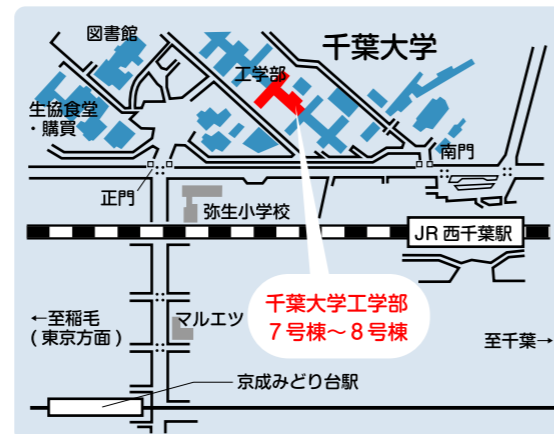 図書館
千葉大学
工学部
生協食堂
・購買
南門
正門
弥生小学校
JR 西千葉駅
千葉大学工学部
7号棟〜8号棟
←至稲毛
(東京方面)
マルエツ
至千葉→
京成みどり台駅